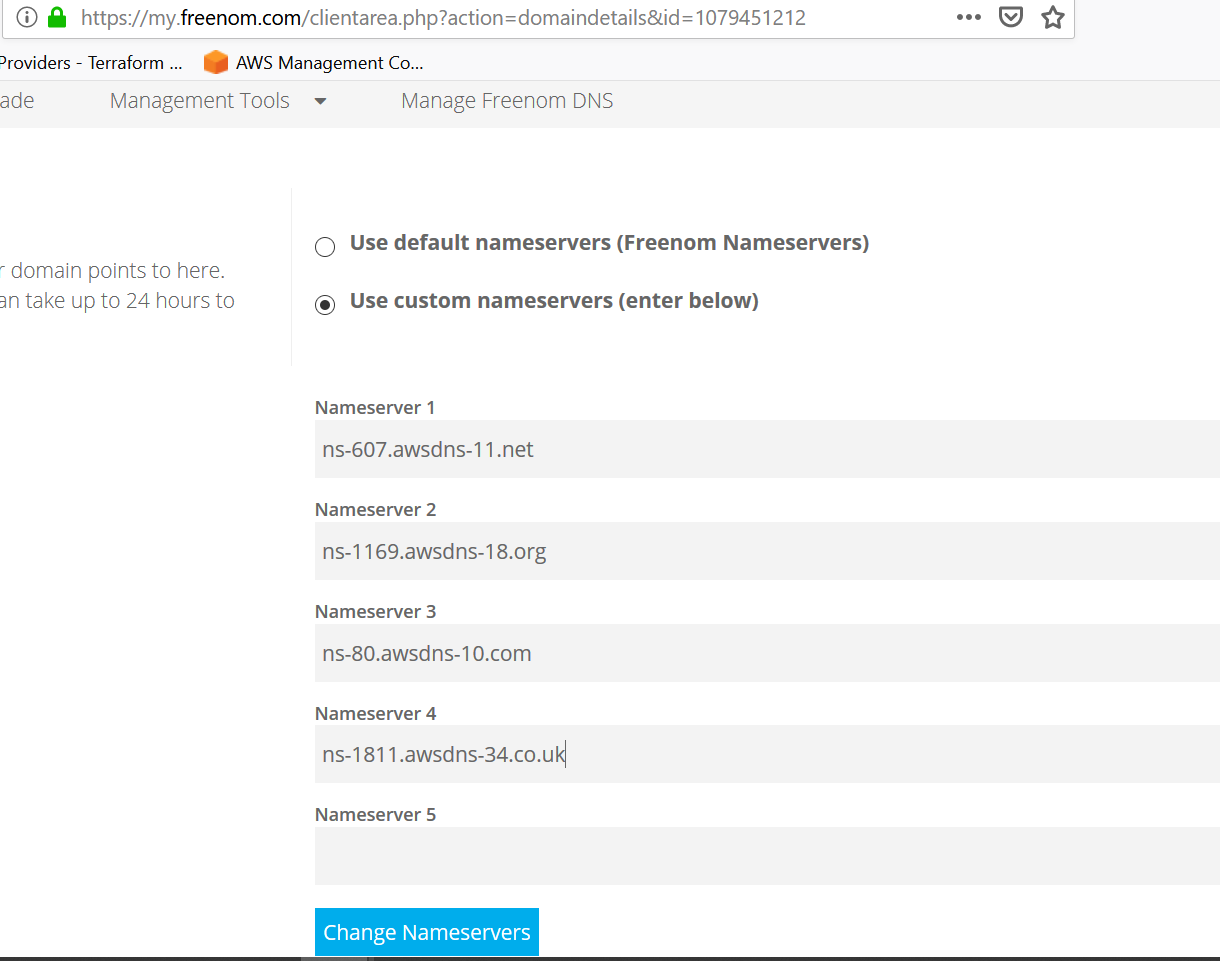 https://my.freenom.com/clientarea.php?action=domaindetails&id=1079451212
Providers - Terraform ... AWS Management Co...
ade Management Tools Manage Freenom DNS
Use default nameservers (Freenom Nameservers)
r domain points to here.
an take up to 24 hours to
Use custom nameservers (enter below)
Nameserver 1
ns-607.awsdns-11.net
Nameserver 2
ns-1169.awsdns-18.org
Nameserver 3
ns-80.awsdns-10.com
Nameserver 4
ns-1811.awsdns-34.co.uk
Nameserver 5
Change Nameservers